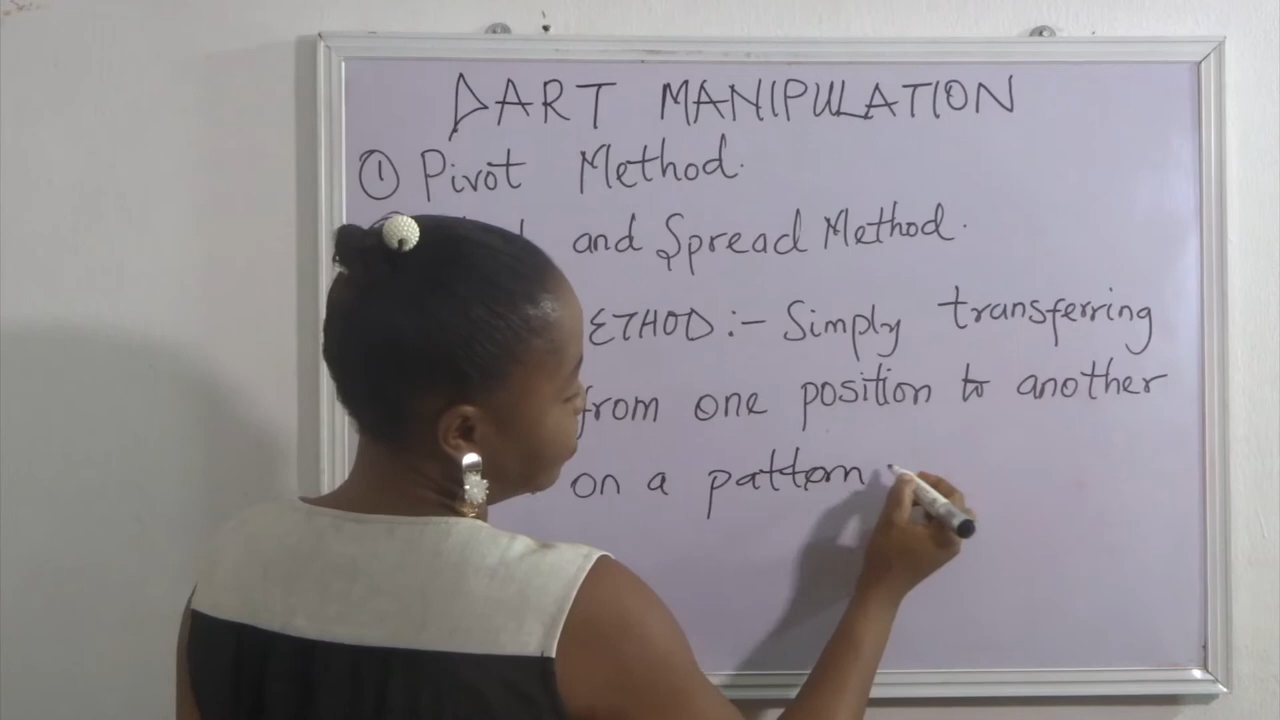 DART MANIPULATION
① Pivot Method.
and Spread Method.
ETHOD :- Simply transferring
from one position to another
on a pattern